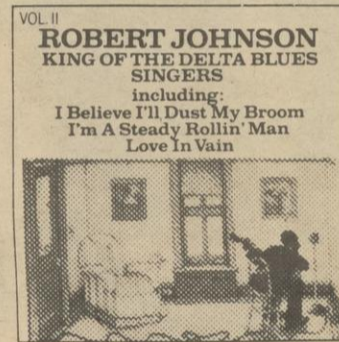 VOL. II
ROBERT JOHNSON
KING OF THE DELTA BLUES
SINGERS
including:
I Believe I'll Dust My Broom
I'm A Steady Rollin' Man
Love In Vain